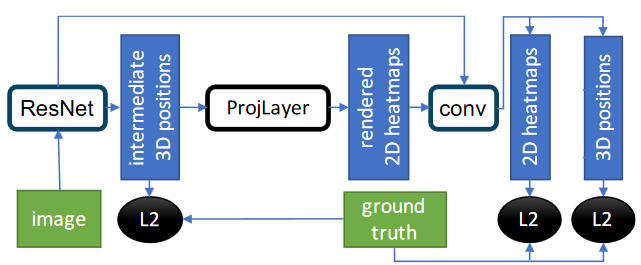 ResNet
intermediate
3D positions
ProjLayer
rendered
2D heatmaps
conv
2D heatmaps
3D positions
image
L2
ground
truth
L2
L2